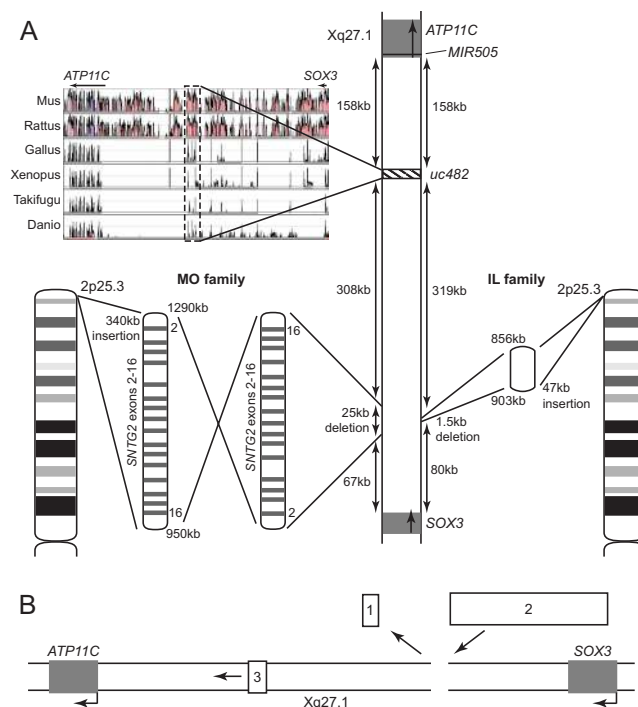 A
ATP11C
SOX3
Mus
Rattus
Gallus
Xenopus
Takifugu
Danio
Xq27.1
ATP11C
MIR505
158kb
158kb
uc482
308kb
319kb
MO family
IL family
2p25.3
340kb
insertion
1290kb
2
SNTG2 exons 2-16
16
950kb
16
SNTG2 exons 2-16
2
25kb
deletion
67kb
1.5kb
deletion
80kb
SOX3
856kb
903kb
47kb
insertion
2p25.3
B
1
2
ATP11C
3
Xq27.1
SOX3